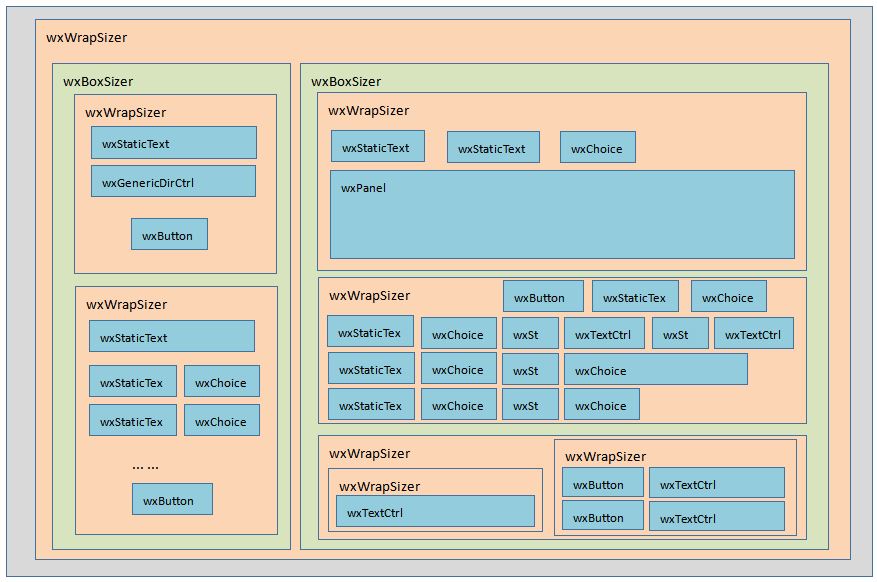 wxWrapSizer
wxBoxSizer
wxWrapSizer
wxStaticText
wxGenericDirCtrl
wxButton
wxWrapSizer
wxStaticText
wxStaticTex wxChoice
wxStaticTex wxChoice
... ...
wxButton
wxBoxSizer
wxWrapSizer
wxStaticText wxStaticText wxChoice
wxPanel
wxWrapSizer wxButton wxStaticTex wxChoice
wxStaticTex wxChoice wxSt wxTextCtrl wxSt wxTextCtrl
wxStaticTex wxChoice wxSt wxChoice
wxStaticTex wxChoice wxSt wxChoice
wxWrapSizer
wxWrapSizer
wxTextCtrl
wxWrapSizer
wxButton wxTextCtrl
wxButton wxTextCtrl